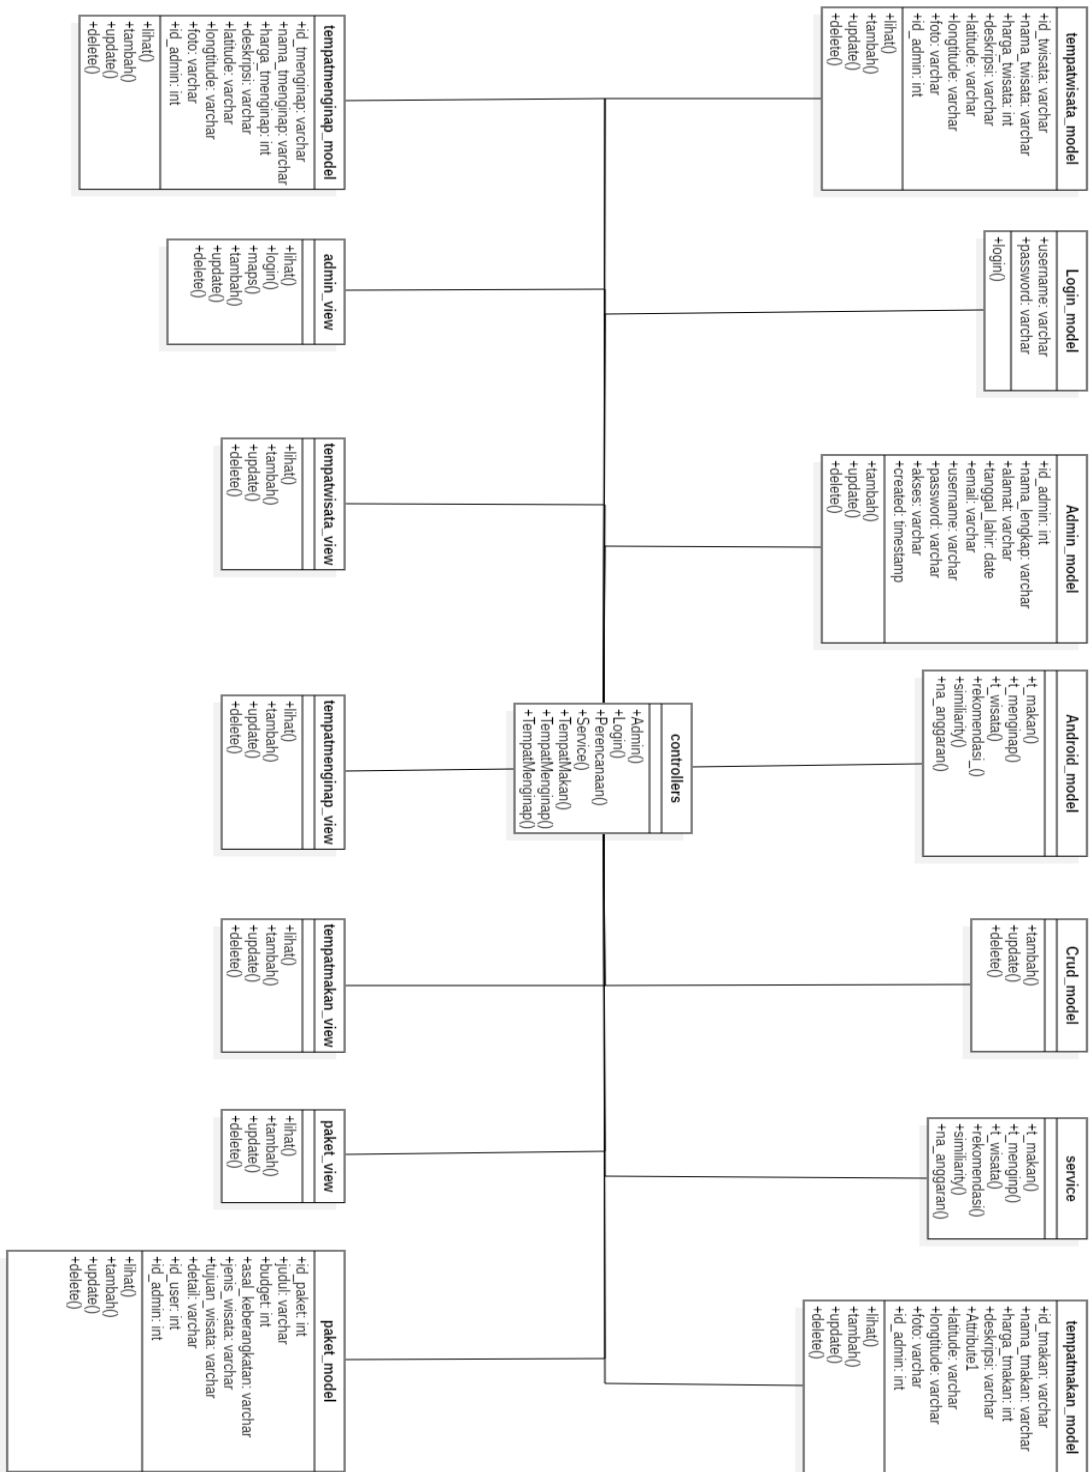 tempatwisata_model
+id_twisata: varchar
+nama_twisata: varchar
+harga_twisata: int
+deskripsi: varchar
+latitude: varchar
+longtitude: varchar
+foto: varchar
+id_admin: int
+lihat()
+tambah()
+update()
+delete()
Login_model
+username: varchar
+password: varchar
+login()
Admin_model
+id_admin: int
+nama_lengkap: varchar
+alamat: varchar
+tanggal_lahir: date
+email: varchar
+username: varchar
+password: varchar
+akses: varchar
+created: timestamp
+tambah()
+update()
+delete()
Android_model
+t_makan()
+t_menginap()
+t_wisata()
+rekomendasi_()
+similiarity()
+na_anggaran()
Crud_model
+tambah()
+update()
+delete()
service
+t_makan()
+t_menginp()
+t_wisata()
+rekomendasi()
+similiarity()
+na_anggaran()
tempatmakan_model
+id_tmakan: varchar
+nama_tmakan: varchar
+harga_tmakan: int
+deskripsi: varchar
+Attribute1
+latitude: varchar
+longtitude: varchar
+foto: varchar
+id_admin: int
+lihat()
+tambah()
+update()
+delete()
controllers
+Admin()
+Login()
+Perencanaan()
+Service()
+TempatMakan()
+TempatMenginap()
+TempatMenginap()
tempatmenginap_model
+id_tmenginap: varchar
+nama_tmenginap: varchar
+harga_tmenginap: int
+deskripsi: varchar
+latitude: varchar
+longtitude: varchar
+foto: varchar
+id_admin: int
+lihat()
+tambah()
+update()
+delete()
admin_view
+lihat()
+login()
+maps()
+tambah()
+update()
+delete()
tempatwisata_view
+lihat()
+tambah()
+update()
+delete()
tempatmenginap_view
+lihat()
+tambah()
+update()
+delete()
tempatmakan_view
+lihat()
+tambah()
+update()
+delete()
paket_view
+lihat()
+tambah()
+update()
+delete()
paket_model
+id_paket: int
+judul: varchar
+budget: int
+asal_keberangkatan: varchar
+jenis_wisata: varchar
+tujuan_wisata: varchar
+detail: varchar
+id_user: int
+id_admin: int
+lihat()
+tambah()
+update()
+delete()